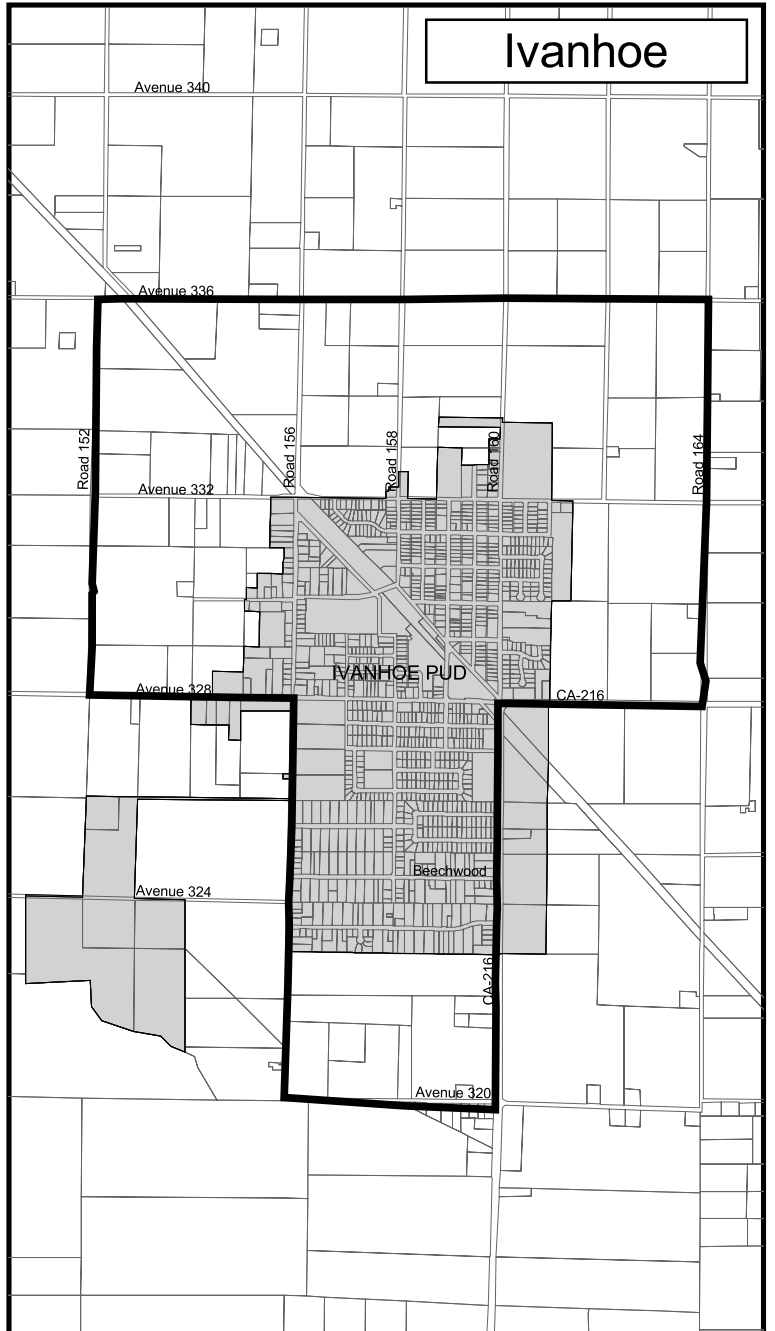 Ivanhoe
Avenue 340
Avenue 336
Road 152
Road 156
Road 158
Road 160
Road 164
Avenue 332
IVANHOE PUD
Avenue 328
CA-216
Beechwood
Avenue 324
CA-216
Avenue 320